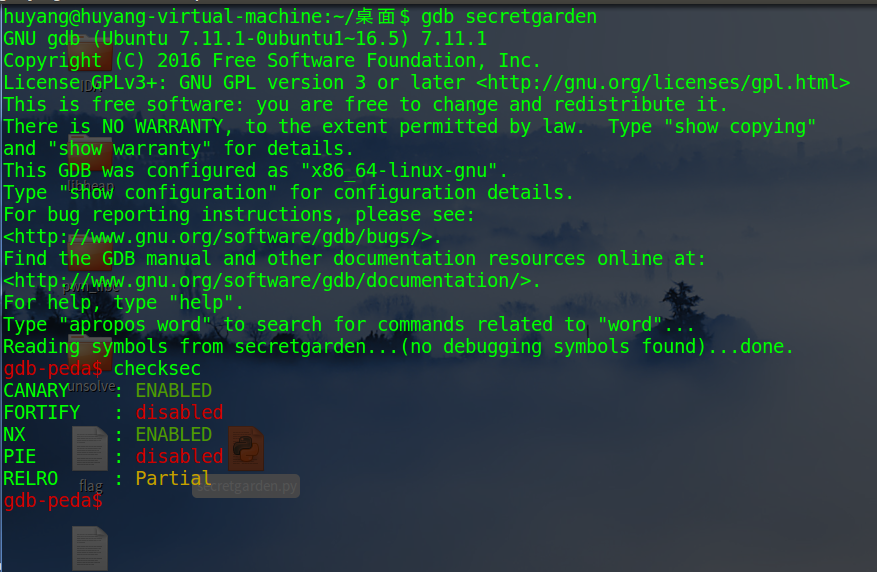 huyang@huyang-virtual-machine:~/桌面$ gdb secretgarden
GNU gdb (Ubuntu 7.11.1-0ubuntu1~16.5) 7.11.1
Copyright (C) 2016 Free Software Foundation, Inc.
License GPLv3+: GNU GPL version 3 or later <http://gnu.org/licenses/gpl.html>
This is free software: you are free to change and redistribute it.
There is NO WARRANTY, to the extent permitted by law.  Type "show copying"
and "show warranty" for details.
This GDB was configured as "x86_64-linux-gnu".
Type "show configuration" for configuration details.
For bug reporting instructions, please see:
<http://www.gnu.org/software/gdb/bugs/>.
Find the GDB manual and other documentation resources online at:
<http://www.gnu.org/software/gdb/documentation/>.
For help, type "help".
Type "apropos word" to search for commands related to "word"...
Reading symbols from secretgarden...(no debugging symbols found)...done.
gdb-peda$ checksec
unsolve
CANARY    : ENABLED
FORTIFY   : disabled
NX        : ENABLED
PIE       : disabled
RELRO     : Partial
flag
secretgarden.py
gdb-peda$